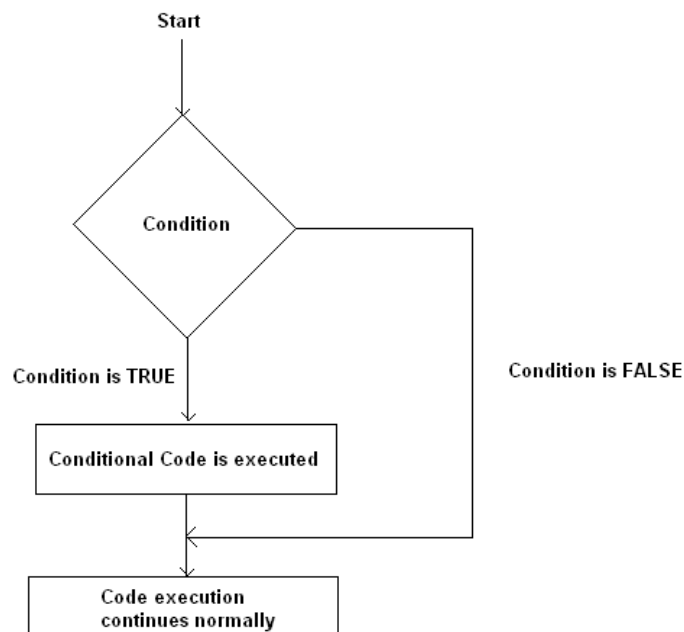 Start
Condition
Condition is TRUE
Condition is FALSE
Conditional Code is executed
Code execution
continues normally